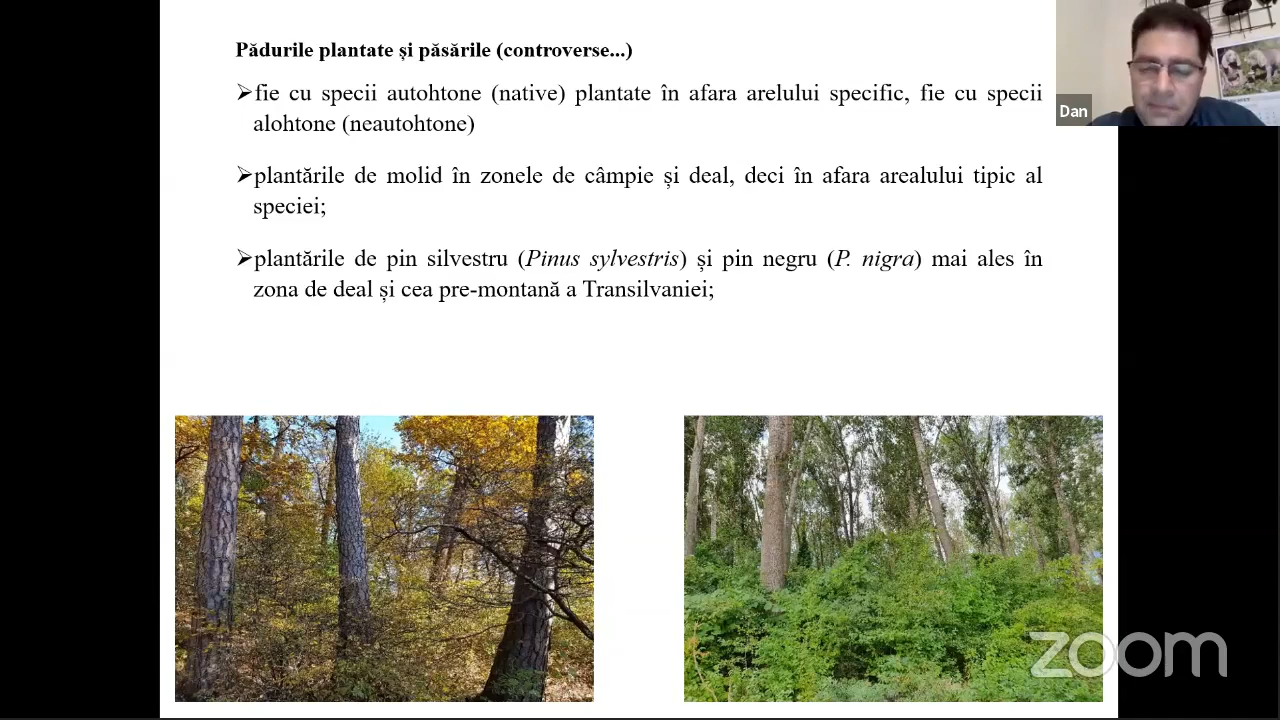 Pădurile plantate și păsările (controverse...)
➢fie cu specii autohtone (native) plantate în afara arelului specific, fie cu specii
alohtone (neautohtone)
➢plantările de molid în zonele de câmpie și deal, deci în afara arealului tipic al
speciei;
➢plantările de pin silvestru (Pinus sylvestris) și pin negru (P. nigra) mai ales în
zona de deal și cea pre-montană a Transilvaniei;
Dan
zoom